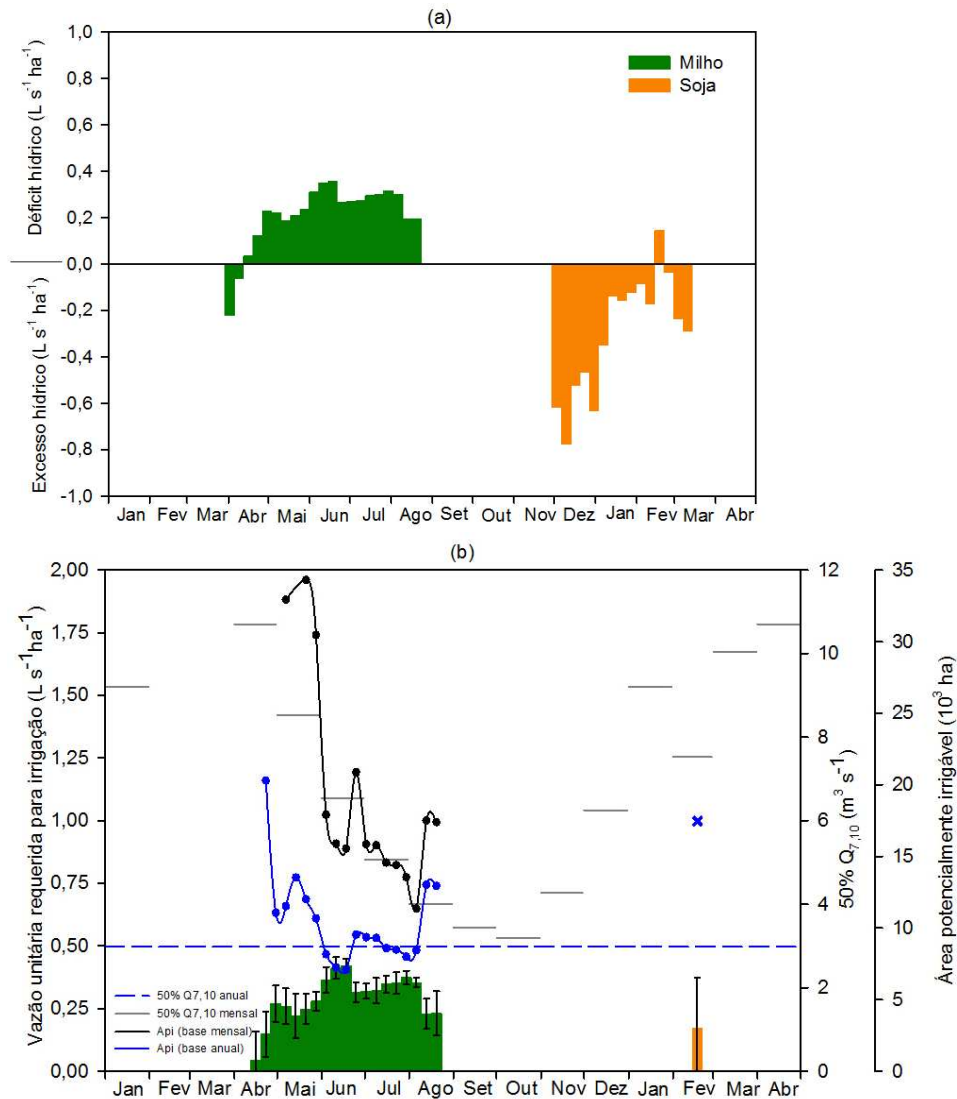 (a)
Déficit hídrico (L s⁻¹ ha⁻¹)
Excesso hídrico (L s⁻¹ ha⁻¹)
1,0
0,8
0,6
0,4
0,2
0,0
-0,2
-0,4
-0,6
-0,8
-1,0
Milho
Soja
Jan Fev Mar Abr Mai Jun Jul Ago Set Out Nov Dez Jan Fev Mar Abr
(b)
Vazão unitária requerida para irrigação (L s⁻¹ha⁻¹)
2,00
1,75
1,50
1,25
1,00
0,75
0,50
0,25
0,00
50% Q7,10 anual
50% Q7,10 mensal
Api (base mensal)
Api (base anual)
12
10
8
6
4
2
0
50% Q₇,₁₀ (m³ s⁻¹)
35
30
25
20
15
10
5
0
Área potencialmente irrigável (10³ ha)
Jan Fev Mar Abr Mai Jun Jul Ago Set Out Nov Dez Jan Fev Mar Abr